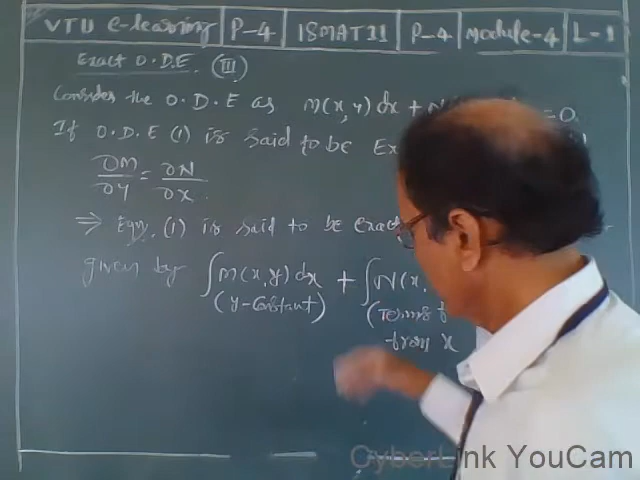 VTU e-learning P-4 18MAT11 P-4 Module-4 L-1
Exact O.D.E. (III)
Consider the O.D.E as M(x,y)dx + N =0
If O.D.E (1) is said to be Ex
∂M/∂y = ∂N/∂x.
⇒ Eqn. (1) is said to be exact
given by ∫M(x,y)dx + ∫N(x,
(y-constant) (Terms f
from x
CyberLink YouCam